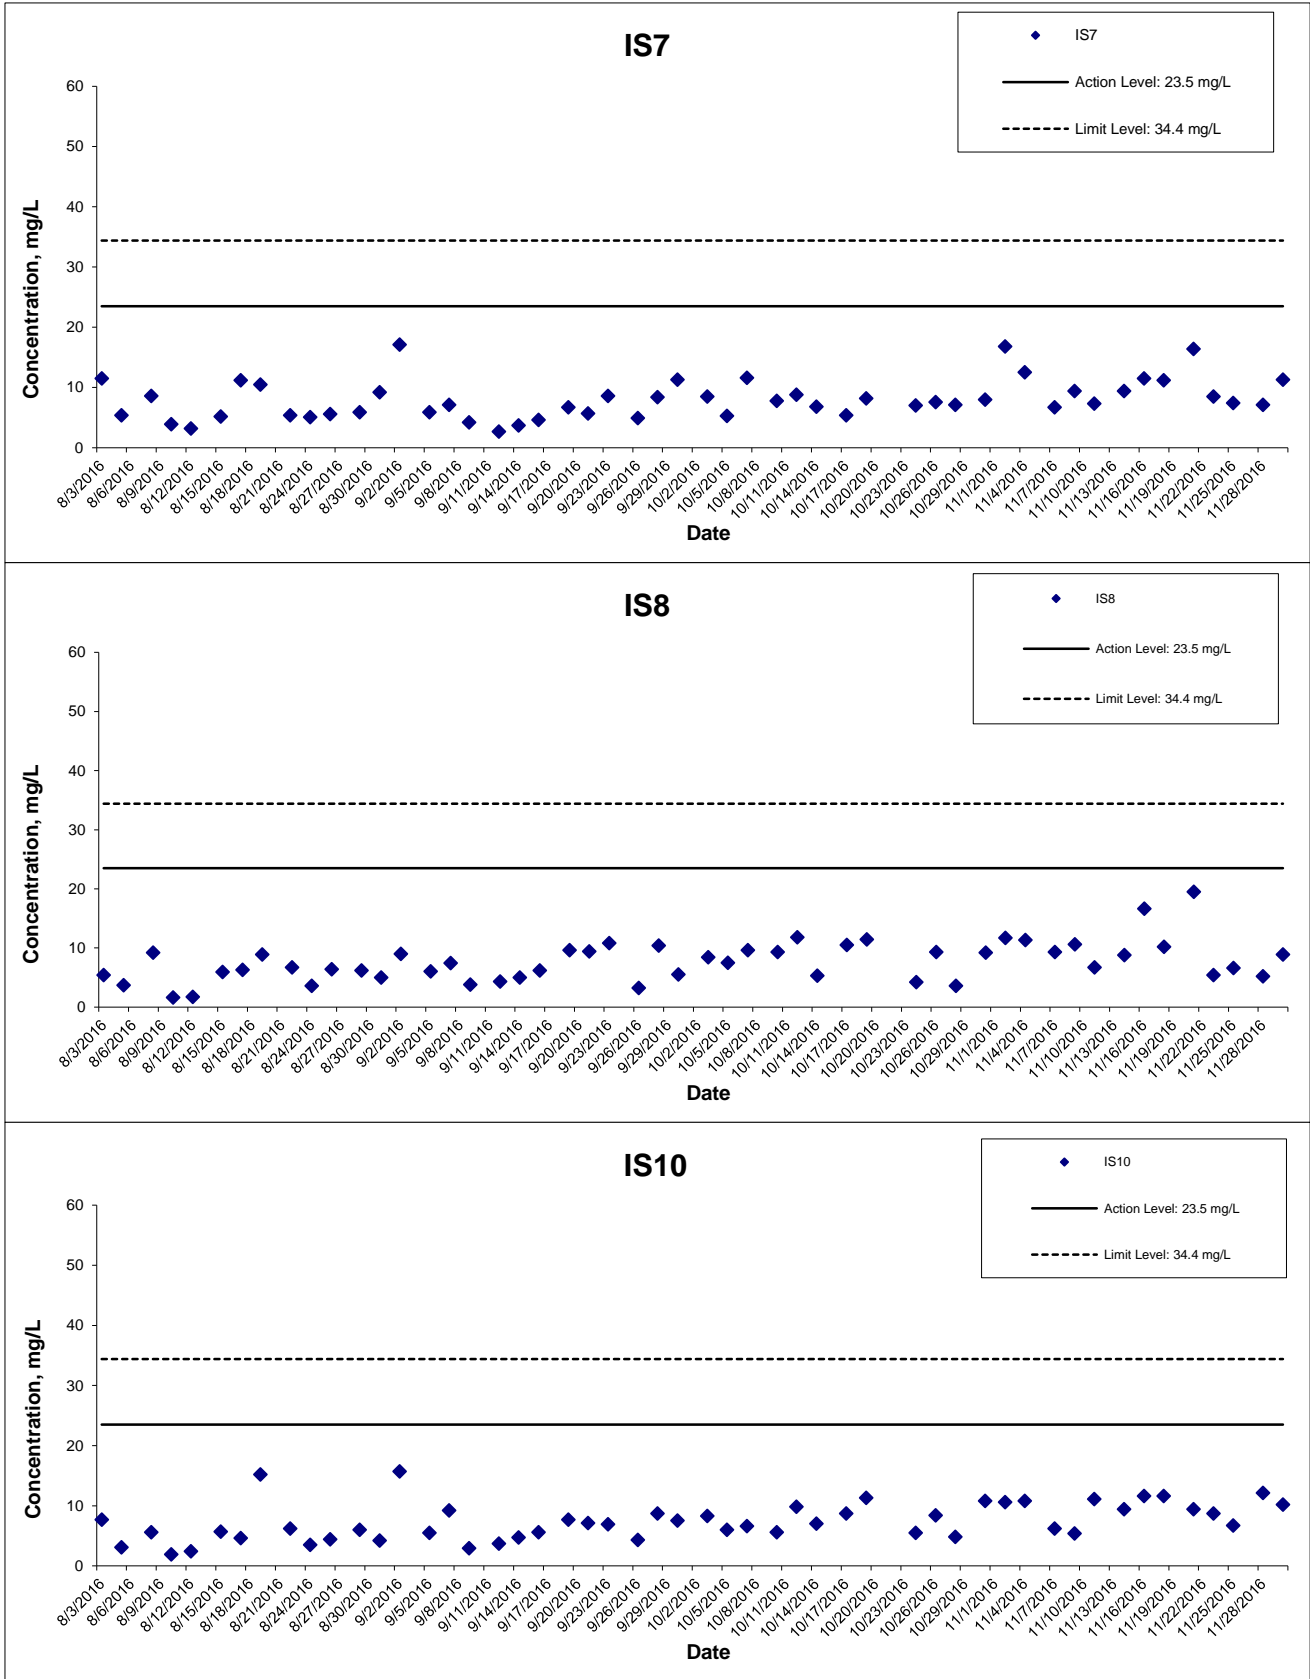 IS7
IS7
Action Level: 23.5 mg/L
Limit Level: 34.4 mg/L
Concentration, mg/L
60
50
40
30
20
10
0
8/3/2016 8/6/2016 8/9/2016 8/12/2016 8/15/2016 8/18/2016 8/21/2016 8/24/2016 8/27/2016 8/30/2016 9/2/2016 9/5/2016 9/8/2016 9/11/2016 9/14/2016 9/17/2016 9/20/2016 9/23/2016 9/26/2016 9/29/2016 10/2/2016 10/5/2016 10/8/2016 10/11/2016 10/14/2016 10/17/2016 10/20/2016 10/23/2016 10/26/2016 10/29/2016 11/1/2016 11/4/2016 11/7/2016 11/10/2016 11/13/2016 11/16/2016 11/19/2016 11/22/2016 11/25/2016 11/28/2016
Date
IS8
IS8
Action Level: 23.5 mg/L
Limit Level: 34.4 mg/L
Concentration, mg/L
60
50
40
30
20
10
0
8/3/2016 8/6/2016 8/9/2016 8/12/2016 8/15/2016 8/18/2016 8/21/2016 8/24/2016 8/27/2016 8/30/2016 9/2/2016 9/5/2016 9/8/2016 9/11/2016 9/14/2016 9/17/2016 9/20/2016 9/23/2016 9/26/2016 9/29/2016 10/2/2016 10/5/2016 10/8/2016 10/11/2016 10/14/2016 10/17/2016 10/20/2016 10/23/2016 10/26/2016 10/29/2016 11/1/2016 11/4/2016 11/7/2016 11/10/2016 11/13/2016 11/16/2016 11/19/2016 11/22/2016 11/25/2016 11/28/2016
Date
IS10
IS10
Action Level: 23.5 mg/L
Limit Level: 34.4 mg/L
Concentration, mg/L
60
50
40
30
20
10
0
8/3/2016 8/6/2016 8/9/2016 8/12/2016 8/15/2016 8/18/2016 8/21/2016 8/24/2016 8/27/2016 8/30/2016 9/2/2016 9/5/2016 9/8/2016 9/11/2016 9/14/2016 9/17/2016 9/20/2016 9/23/2016 9/26/2016 9/29/2016 10/2/2016 10/5/2016 10/8/2016 10/11/2016 10/14/2016 10/17/2016 10/20/2016 10/23/2016 10/26/2016 10/29/2016 11/1/2016 11/4/2016 11/7/2016 11/10/2016 11/13/2016 11/16/2016 11/19/2016 11/22/2016 11/25/2016 11/28/2016
Date